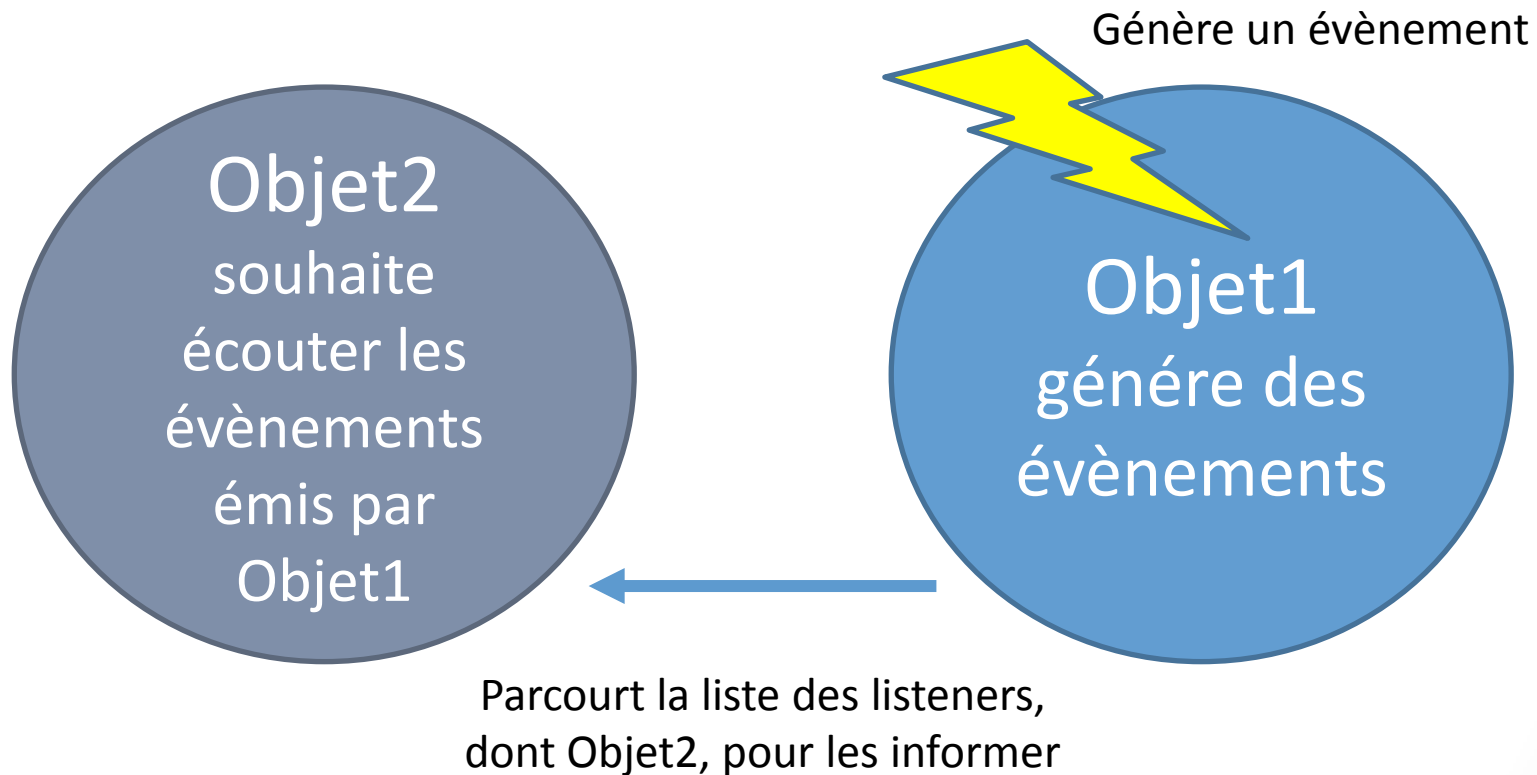 Génère un évènement
Objet2
souhaite
écouter les
évènements
émis par
Objet1
Objet1
génére des
évènements
Parcourt la liste des listeners,
dont Objet2, pour les informer